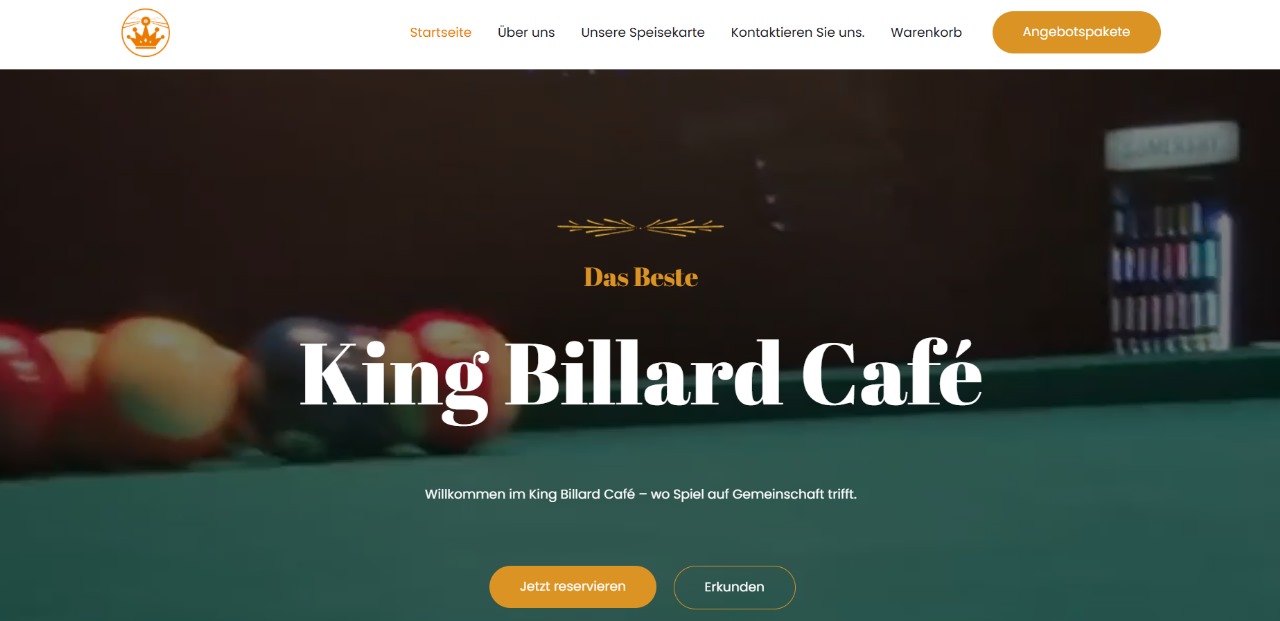 Startseite Über uns Unsere Speisekarte Kontaktieren Sie uns. Warenkorb Angebotspakete
Das Beste
King Billard Café
Willkommen im King Billard Café – wo Spiel auf Gemeinschaft trifft.
Jetzt reservieren Erkunden